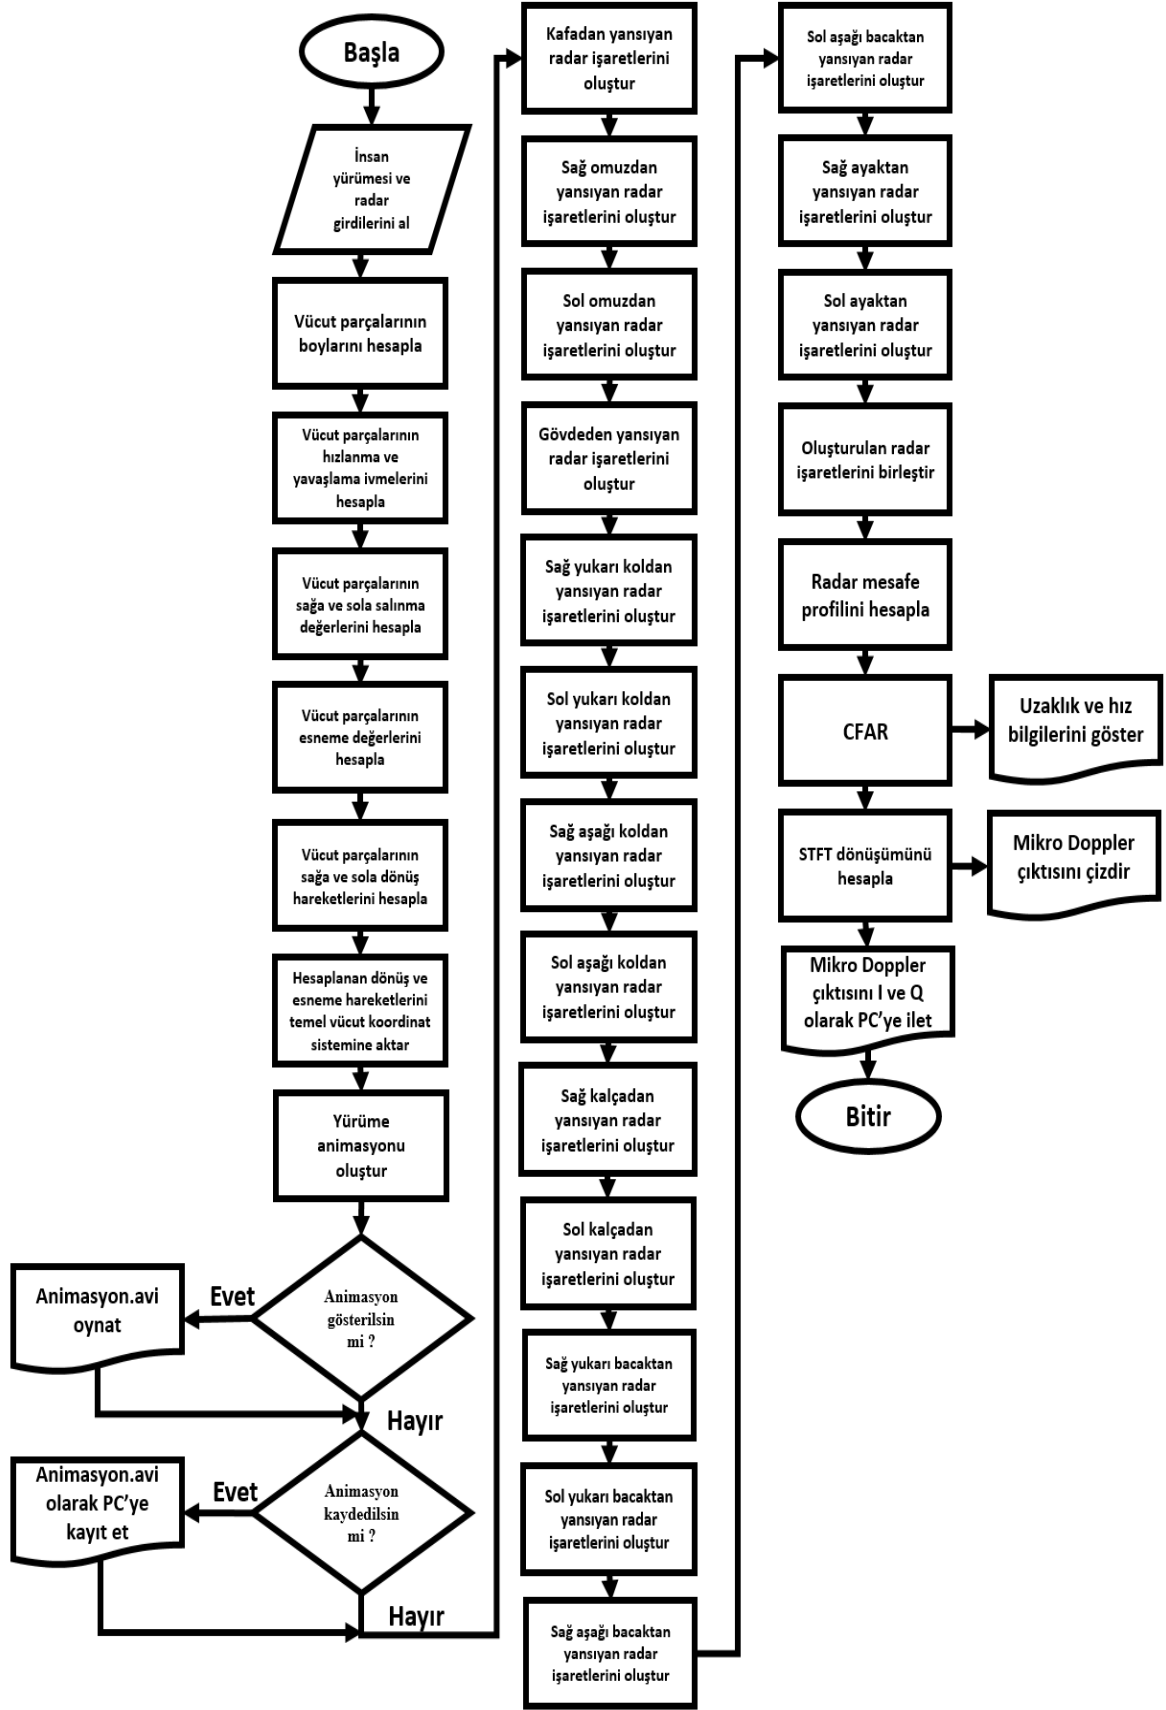 Başla
İnsan
yürümesi ve
radar
girdilerini al
Vücut parçalarının
boylarını hesapla
Vücut parçalarının
hızlanma ve
yavaşlama ivmelerini
hesapla
Vücut parçalarının
sağa ve sola salınma
değerlerini hesapla
Vücut parçalarının
esneme değerlerini
hesapla
Vücut parçalarının
sağa ve sola dönüş
hareketlerini hesapla
Hesaplanan dönüş ve
esneme hareketlerini
temel vücut koordinat
sistemine aktar
Yürüme
animasyonu
oluştur
Animasyon
gösterilsin
mi ?
Evet
Animasyon.avi
oynat
Hayır
Animasyon
kaydedilsin
mi ?
Evet
Animasyon.avi
olarak PC'ye
kayıt et
Hayır
Kafadan yansıyan
radar işaretlerini
oluştur
Sağ omuzdan
yansıyan radar
işaretlerini oluştur
Sol omuzdan
yansıyan radar
işaretlerini oluştur
Gövdeden yansıyan
radar işaretlerini
oluştur
Sağ yukarı koldan
yansıyan radar
işaretlerini oluştur
Sol yukarı koldan
yansıyan radar
işaretlerini oluştur
Sağ aşağı koldan
yansıyan radar
işaretlerini oluştur
Sol aşağı koldan
yansıyan radar
işaretlerini oluştur
Sağ kalçadan
yansıyan radar
işaretlerini oluştur
Sol kalçadan
yansıyan radar
işaretlerini oluştur
Sağ yukarı bacaktan
yansıyan radar
işaretlerini oluştur
Sol yukarı bacaktan
yansıyan radar
işaretlerini oluştur
Sağ aşağı bacaktan
yansıyan radar
işaretlerini oluştur
Sol aşağı bacaktan
yansıyan radar
işaretlerini oluştur
Sağ ayaktan
yansıyan radar
işaretlerini oluştur
Sol ayaktan
yansıyan radar
işaretlerini oluştur
Oluşturulan radar
işaretlerini birleştir
Radar mesafe
profilini hesapla
CFAR
Uzaklık ve hız
bilgilerini göster
STFT dönüşümünü
hesapla
Mikro Doppler
çıktısını çizdir
Mikro Doppler
çıktısını I ve Q
olarak PC'ye ilet
Bitir